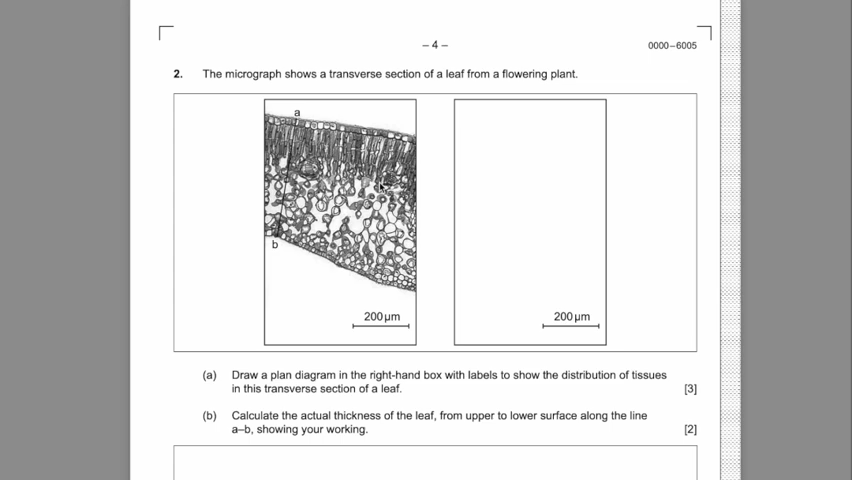 – 4 –
0000–6005
2. The micrograph shows a transverse section of a leaf from a flowering plant.
a
b
200 µm
200 µm
(a) Draw a plan diagram in the right-hand box with labels to show the distribution of tissues
in this transverse section of a leaf. [3]
(b) Calculate the actual thickness of the leaf, from upper to lower surface along the line
a–b, showing your working. [2]